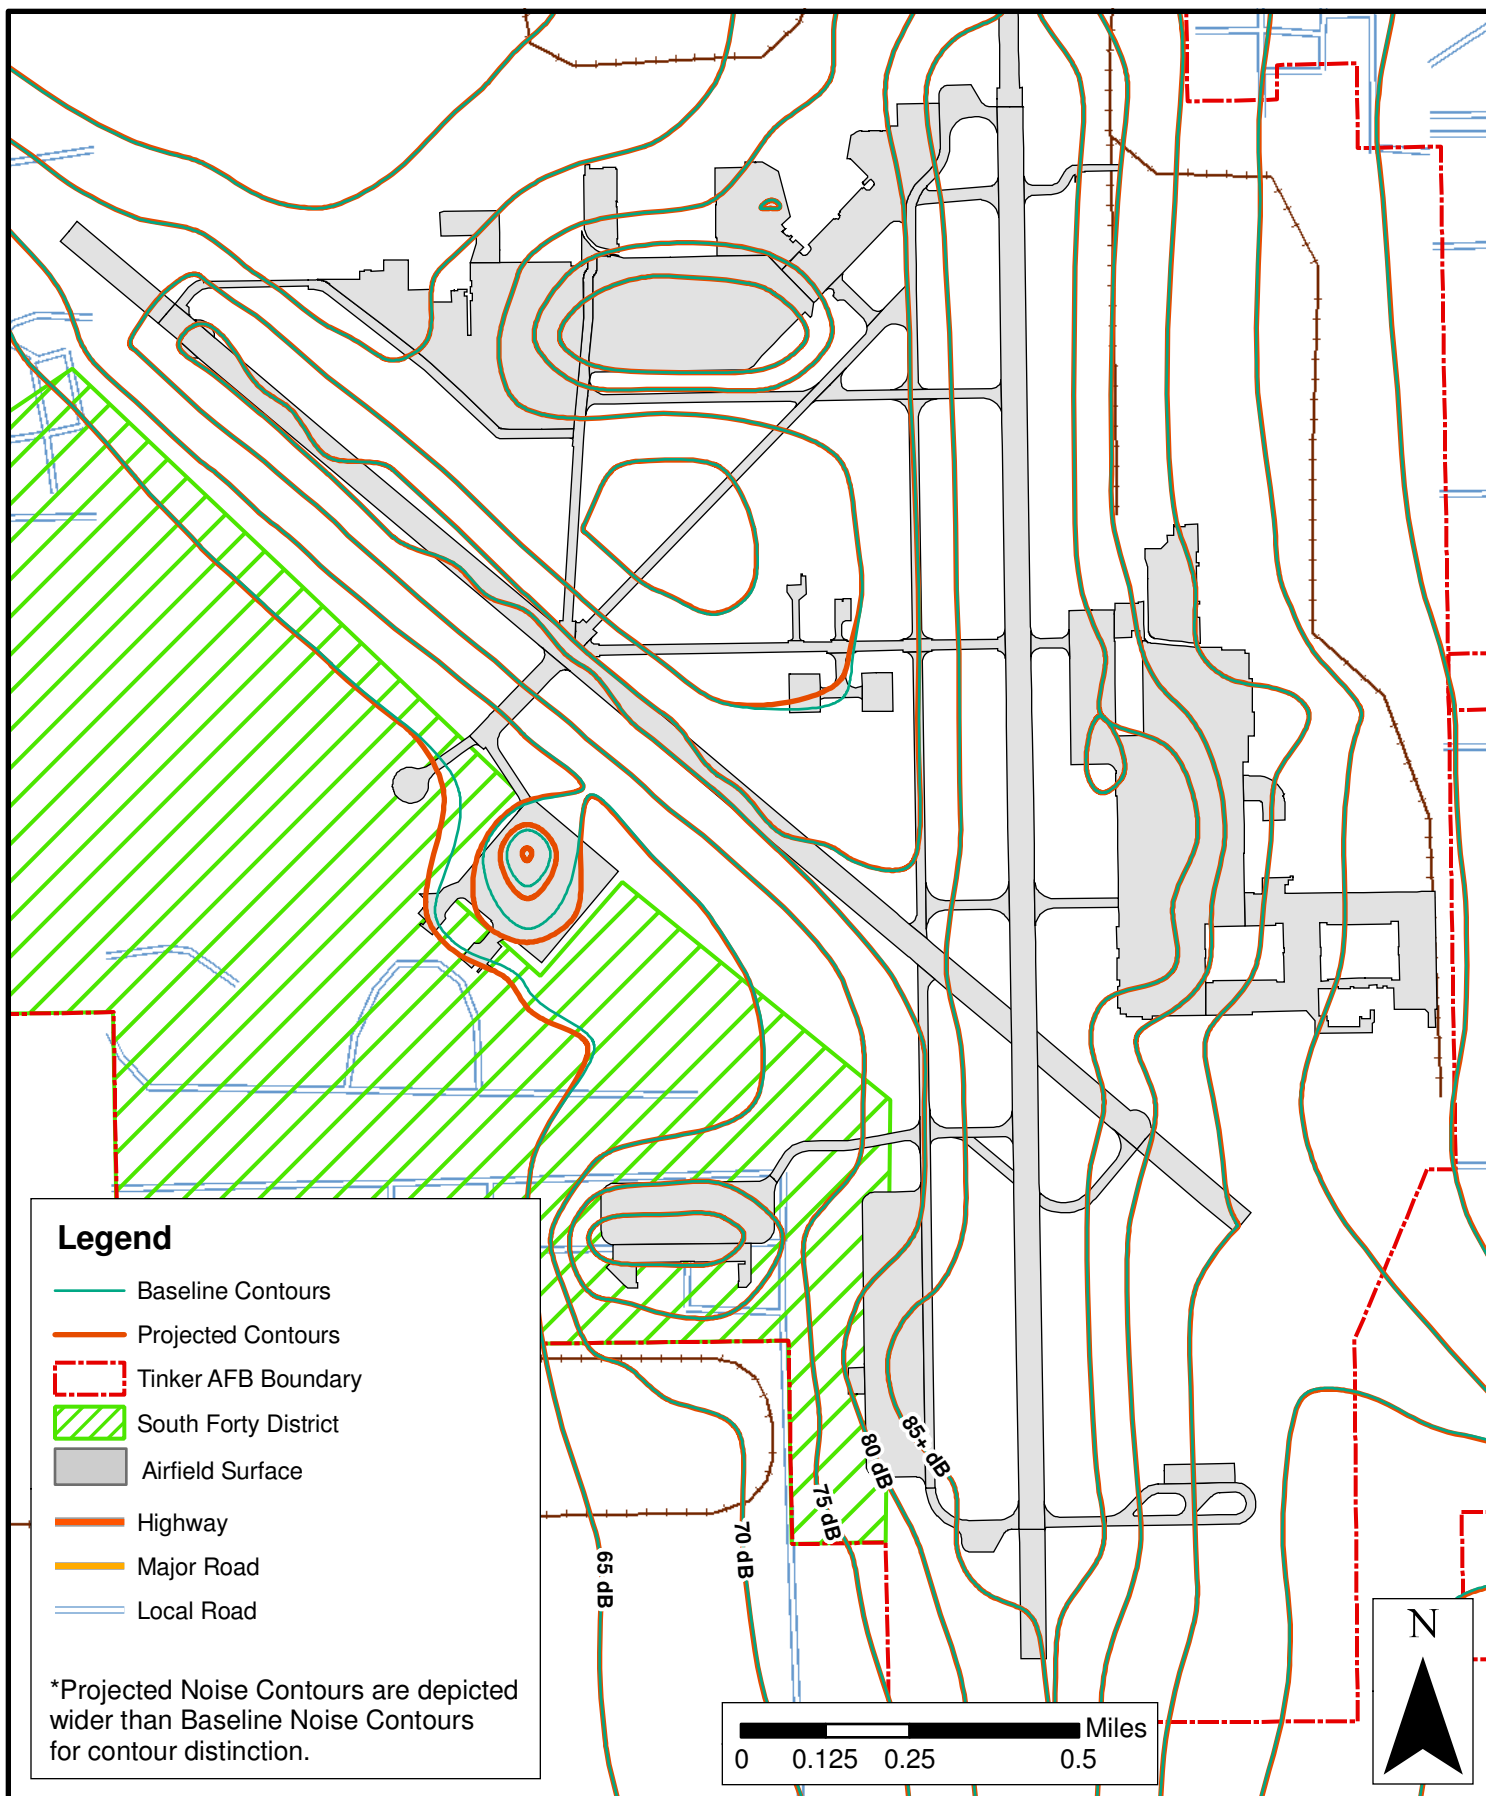 85+ dB
80 dB
75 dB
70 dB
65 dB
Legend
Baseline Contours
Projected Contours
Tinker AFB Boundary
South Forty District
Airfield Surface
Highway
Major Road
Local Road
*Projected Noise Contours are depicted
wider than Baseline Noise Contours
for contour distinction.
Miles
0 0.125 0.25 0.5
N